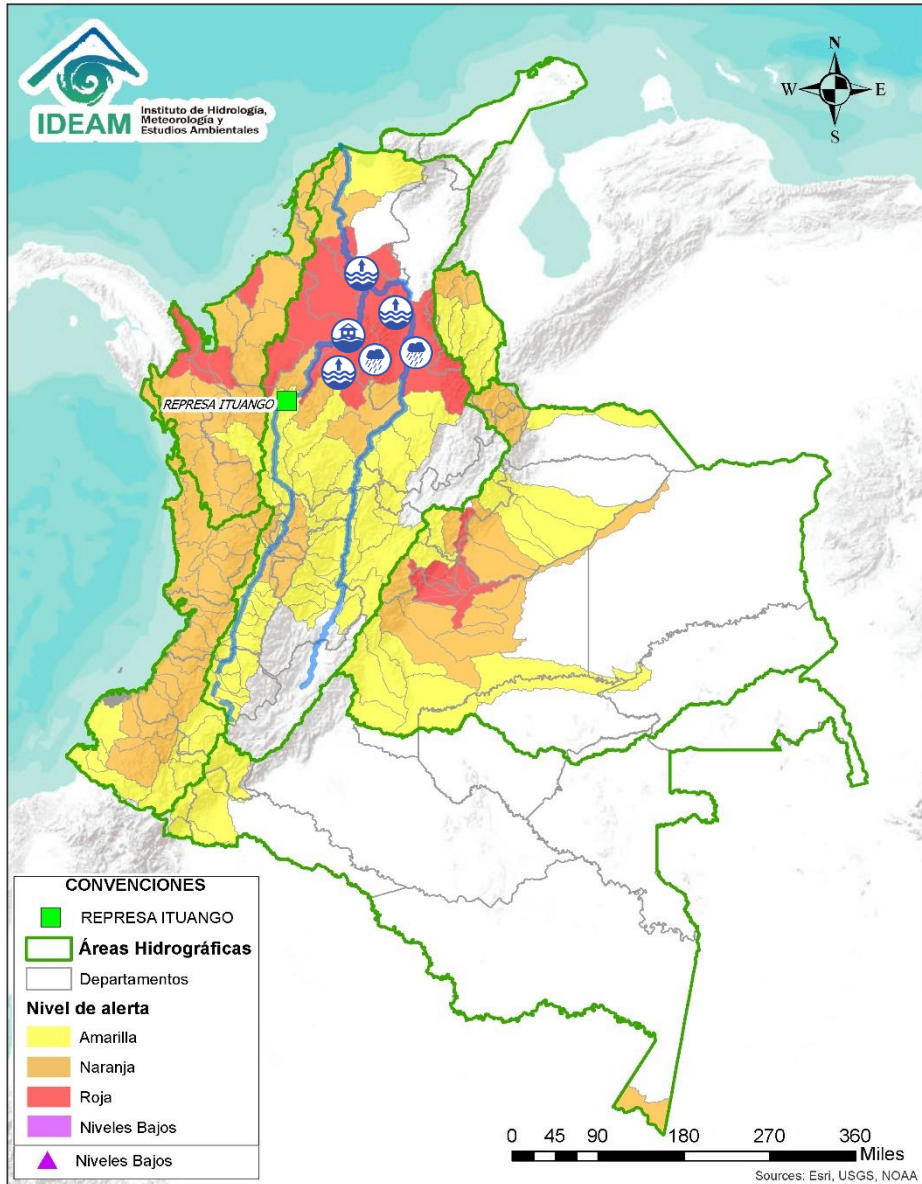 IDEAM
Instituto de Hidrología,
Meteorología y
Estudios Ambientales
N
W
E
S
REPRESA ITUANGO
CONVENCIONES
REPRESA ITUANGO
Áreas Hidrográficas
Departamentos
Nivel de alerta
Amarilla
Naranja
Roja
Niveles Bajos
Niveles Bajos
0 45 90 180 270 360
Miles
Sources: Esri, USGS, NOAA